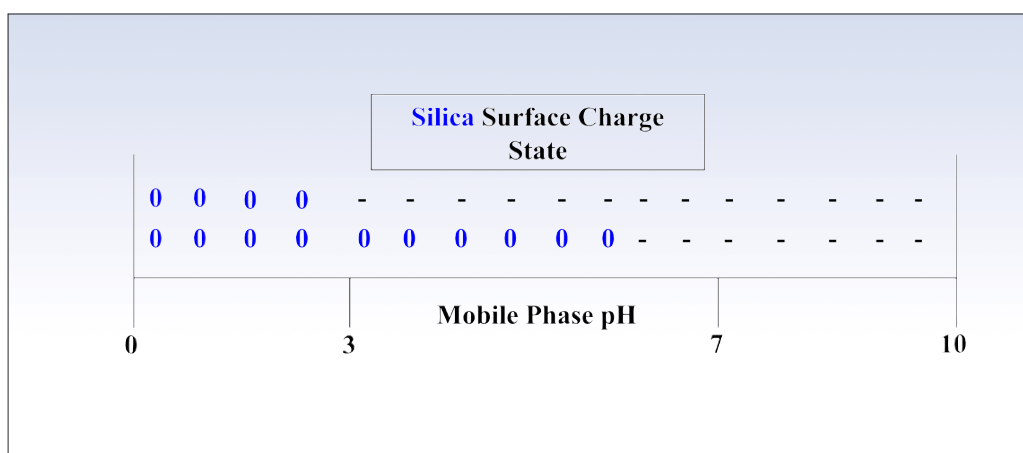 Silica Surface Charge
State
0 0 0 0 - - - - - - - - - - - - -
0 0 0 0 0 0 0 0 0 0 - - - - - - -
Mobile Phase pH
0 3 7 10